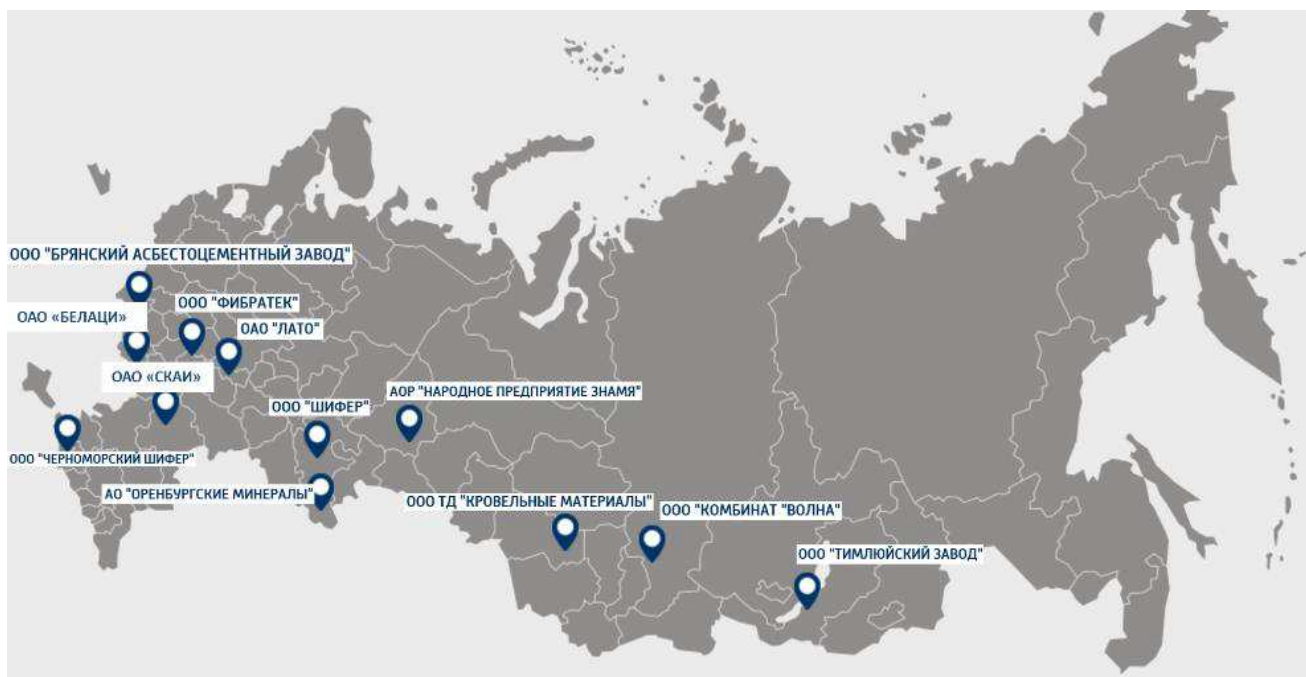 ООО "БРЯНСКИЙ АСБЕСТОЦЕМЕНТНЫЙ ЗАВОД"
ООО "ФИБРАТЕК"
ОАО «БЕЛАЦИ»
ОАО "ЛАТО"
ОАО «СКАИ»
АОР "НАРОДНОЕ ПРЕДПРИЯТИЕ ЗНАМЯ"
ООО "ШИФЕР"
ООО "ЧЕРНОМОРСКИЙ ШИФЕР"
АО "ОРЕНБУРГСКИЕ МИНЕРАЛЫ"
ООО ТД "КРОВЕЛЬНЫЕ МАТЕРИАЛЫ"
ООО "КОМБИНАТ "ВОЛНА"
ООО "ТИМЛЮЙСКИЙ ЗАВОД"